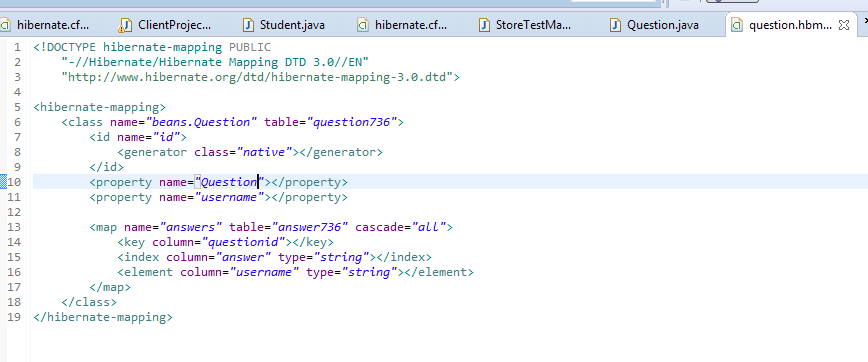 hibernate.cf... ClientProjec... Student.java hibernate.cf... StoreTestMa... Question.java question.hbm...
1 <!DOCTYPE hibernate-mapping PUBLIC
2 "-//Hibernate/Hibernate Mapping DTD 3.0//EN"
3 "http://www.hibernate.org/dtd/hibernate-mapping-3.0.dtd">
4
5 <hibernate-mapping>
6 <class name="beans.Question" table="question736">
7 <id name="id">
8 <generator class="native"></generator>
9 </id>
10 <property name="Question"></property>
11 <property name="username"></property>
12
13 <map name="answers" table="answer736" cascade="all">
14 <key column="questionid"></key>
15 <index column="answer" type="string"></index>
16 <element column="username" type="string"></element>
17 </map>
18 </class>
19 </hibernate-mapping>